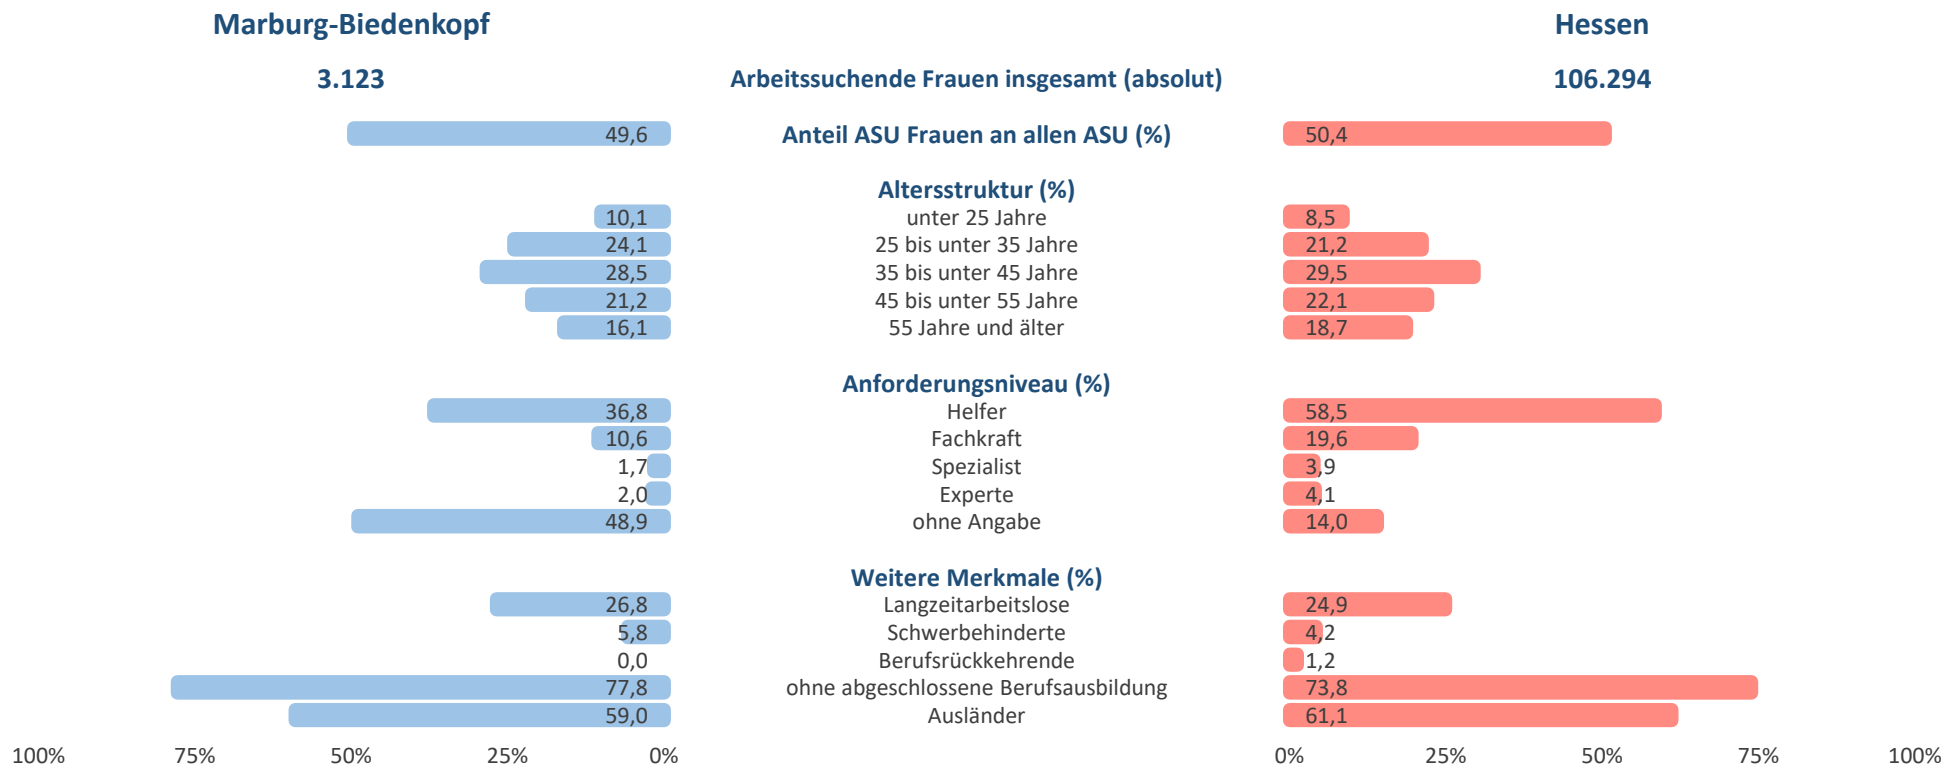 Marburg-Biedenkopf Hessen
3.123 Arbeitssuchende Frauen insgesamt (absolut) 106.294
49,6 Anteil ASU Frauen an allen ASU (%) 50,4
Altersstruktur (%)
10,1 unter 25 Jahre 8,5
24,1 25 bis unter 35 Jahre 21,2
28,5 35 bis unter 45 Jahre 29,5
21,2 45 bis unter 55 Jahre 22,1
16,1 55 Jahre und älter 18,7
Anforderungsniveau (%)
36,8 Helfer 58,5
10,6 Fachkraft 19,6
1,7 Spezialist 3,9
2,0 Experte 4,1
48,9 ohne Angabe 14,0
Weitere Merkmale (%)
26,8 Langzeitarbeitslose 24,9
5,8 Schwerbehinderte 4,2
0,0 Berufsrückkehrende 1,2
77,8 ohne abgeschlossene Berufsausbildung 73,8
59,0 Ausländer 61,1
100% 75% 50% 25% 0% 0% 25% 50% 75% 100%